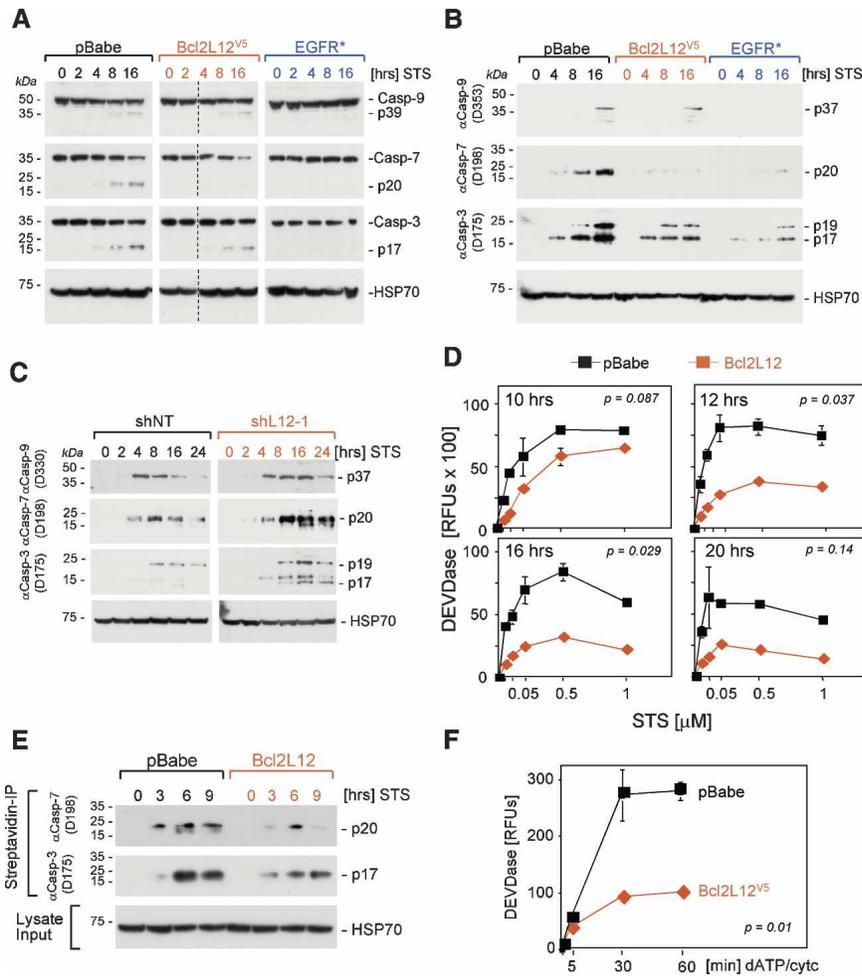 A
pBabe Bcl2L12V5 EGFR*
kDa 0 2 4 8 16 0 2 4 8 16 0 2 4 8 16 [hrs] STS
50 - - Casp-9
35 - - p39
35 - -Casp-7
25 -
15 - - p20
35 - -Casp-3
25 -
15 - - p17
75 - -HSP70
B
pBabe Bcl2L12V5 EGFR*
kDa 0 4 8 16 0 4 8 16 0 4 8 16 [hrs] STS
αCasp-9 (D353)
50 -
35 - - p37
αCasp-7 (D198)
35 -
25 -
15 - - p20
αCasp-3 (D175)
25 - - p19
15 - - p17
75 - - HSP70
C
shNT shL12-1
kDa 0 2 4 8 16 24 0 2 4 8 16 24 [hrs] STS
αCasp-9 (D330)
50 -
35 - - p37
αCasp-7 (D198)
25 -
15 - - p20
αCasp-3 (D175)
25 - - p19
15 - - p17
75 - - HSP70
D
pBabe Bcl2L12
DEVDase [RFUs x 100]
100
50
0
10 hrs p = 0.087
12 hrs p = 0.037
100
50
0
16 hrs p = 0.029
20 hrs p = 0.14
0.05 0.5 1 0.05 0.5 1
STS [µM]
E
pBabe Bcl2L12
0 3 6 9 0 3 6 9 [hrs] STS
Streptavidin-IP
αCasp-7 (D198)
35 -
25 -
15 - - p20
αCasp-3 (D175)
35 -
25 -
15 - - p17
Lysate Input
75 - - HSP70
F
DEVDase [RFUs]
300
200
100
0
pBabe
Bcl2L12V5
p = 0.01
5 30 60 [min] dATP/cytc